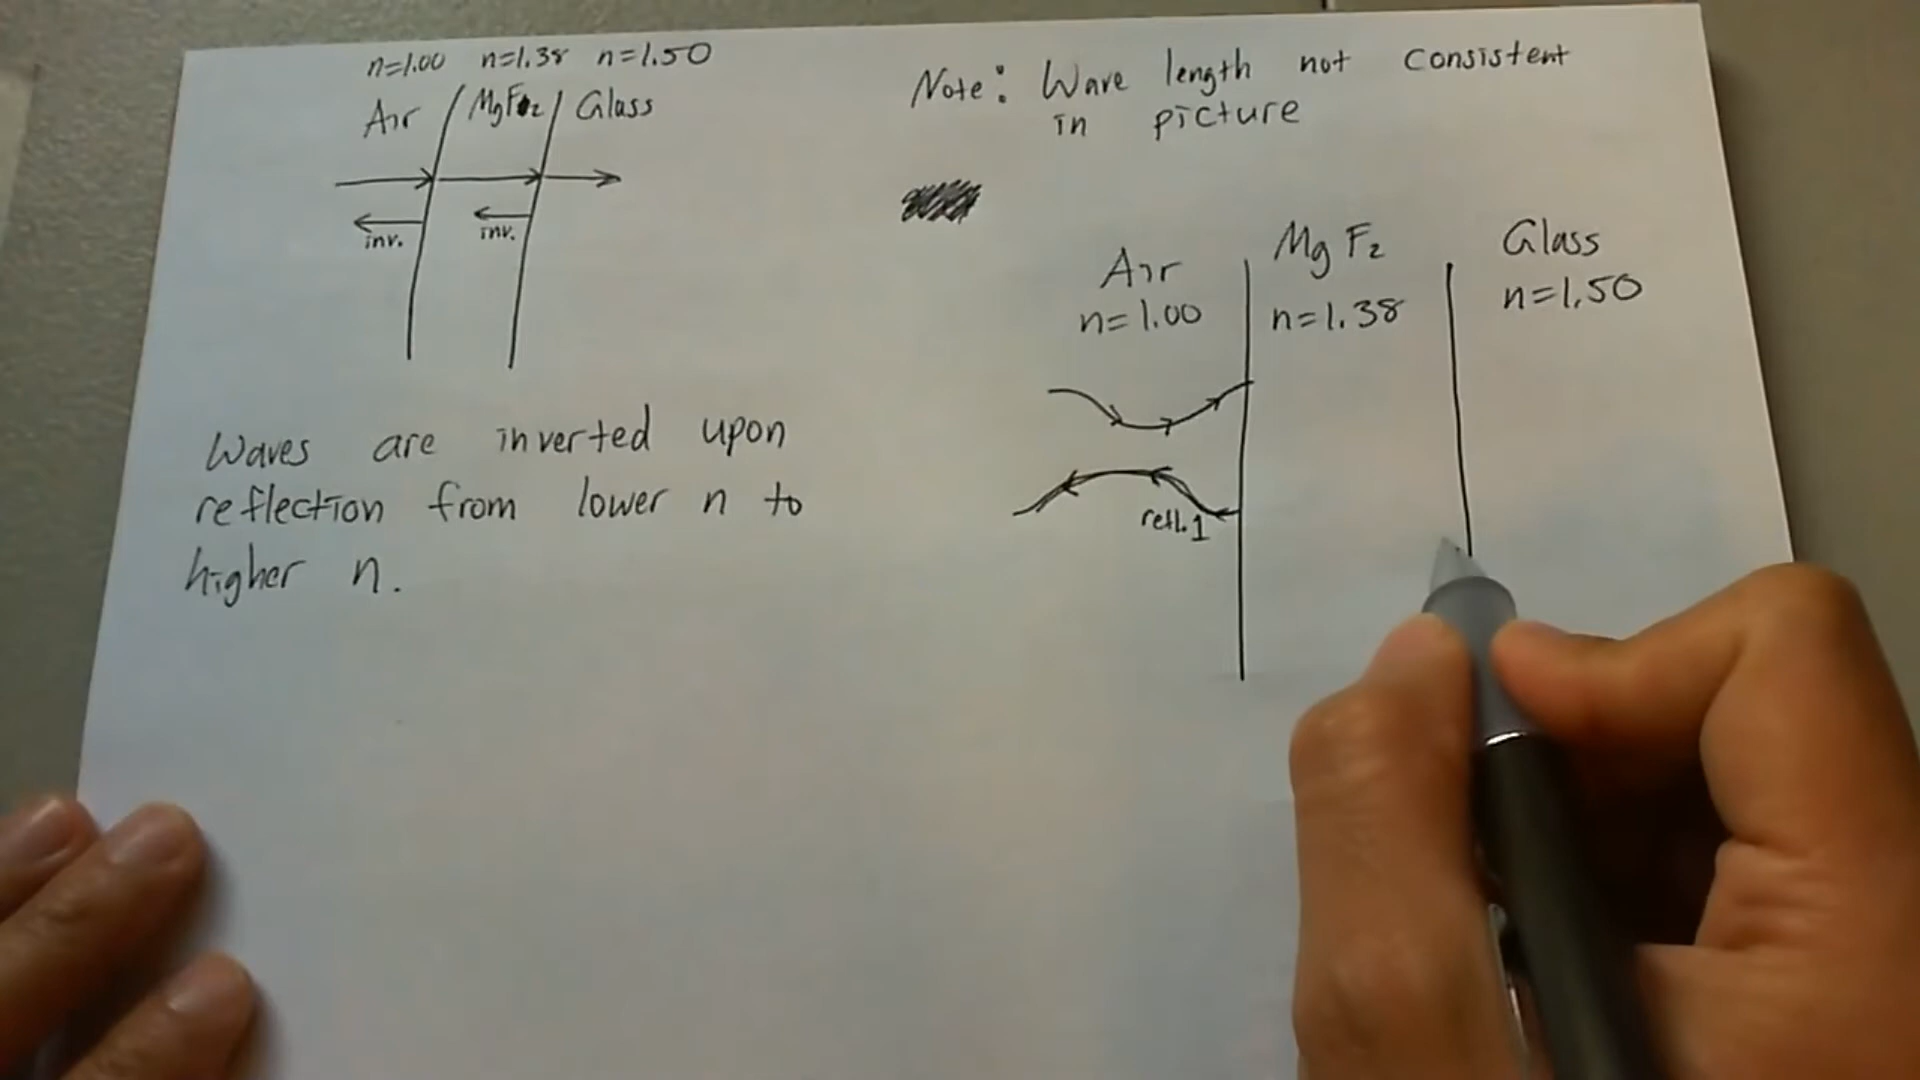 n=1.00 n=1.38 n=1.50
Air MgF2 Glass
inv. inv.
Waves are inverted upon
reflection from lower n to
higher n.
Note: Wave length not consistent
in picture
Air MgF2 Glass
n=1.00 n=1.38 n=1.50
refl.1